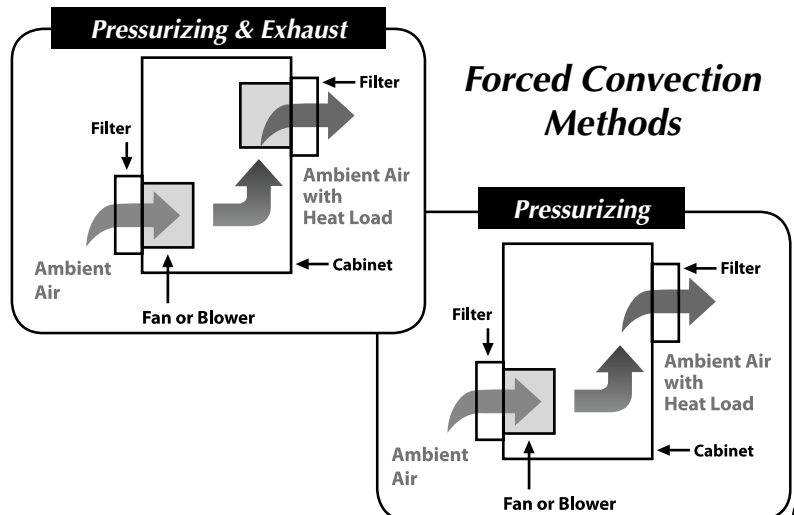 Pressurizing & Exhaust
Filter
Filter
Ambient Air
with
Heat Load
Ambient
Air
Cabinet
Fan or Blower
Forced Convection
Methods
Pressurizing
Filter
Filter
Ambient Air
with
Heat Load
Ambient
Air
Cabinet
Fan or Blower